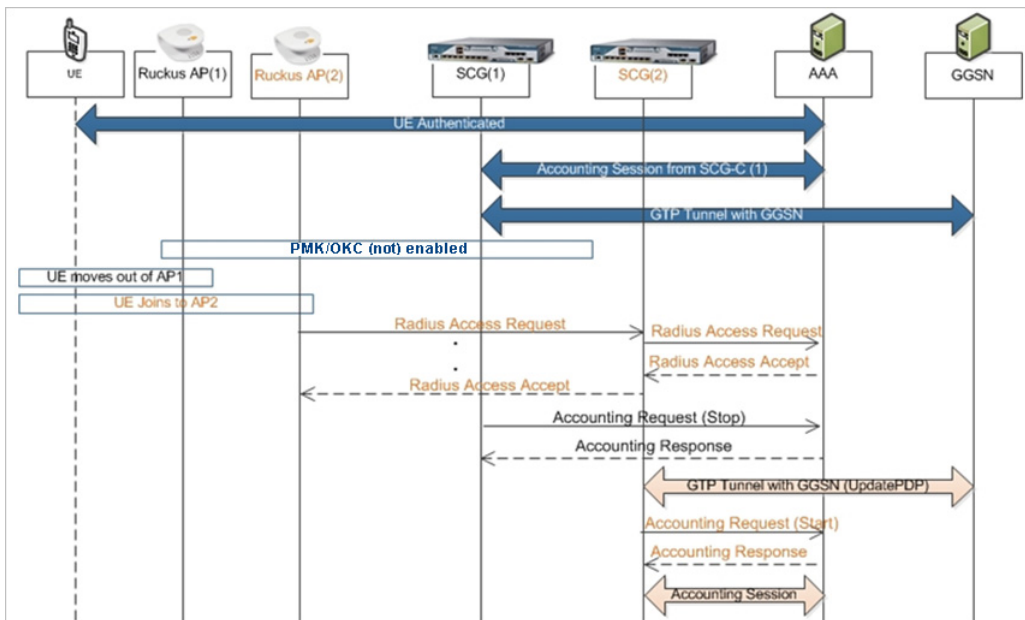 UE
Ruckus AP(1)
Ruckus AP(2)
SCG(1)
SCG(2)
AAA
GGSN
UE Authenticated
Accounting Session from SCG-C (1)
GTP Tunnel with GGSN
PMK/OKC (not) enabled
UE moves out of AP1
UE Joins to AP2
Radius Access Request
Radius Access Request
Radius Access Accept
Radius Access Accept
Accounting Request (Stop)
Accounting Response
GTP Tunnel with GGSN (UpdatePDP)
Accounting Request (Start)
Accounting Response
Accounting Session